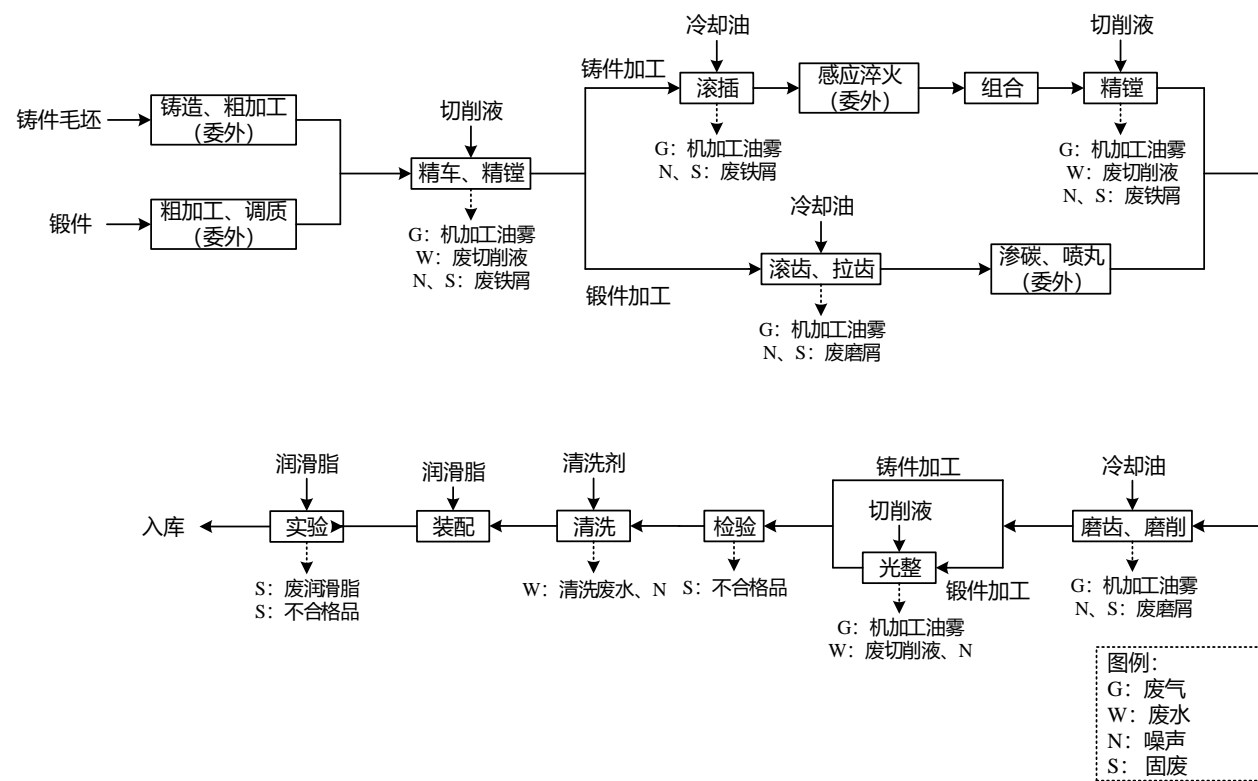 冷却油
切削液
铸件加工
滚插
感应淬火
(委外)
组合
精镗
铸件毛坯
铸造、粗加工
(委外)
切削液
G：机加工油雾
N、S：废铁屑
G：机加工油雾
W：废切削液
N、S：废铁屑
精车、精镗
锻件
粗加工、调质
(委外)
冷却油
G：机加工油雾
W：废切削液
N、S：废铁屑
锻件加工
滚齿、拉齿
渗碳、喷丸
(委外)
G：机加工油雾
N、S：废磨屑
润滑脂
润滑脂
清洗剂
铸件加工
冷却油
切削液
入库
实验
装配
清洗
检验
磨齿、磨削
光整
锻件加工
S：废润滑脂
S：不合格品
W：清洗废水、N
S：不合格品
G：机加工油雾
N、S：废磨屑
G：机加工油雾
W：废切削液、N
图例：
G：废气
W：废水
N：噪声
S：固废